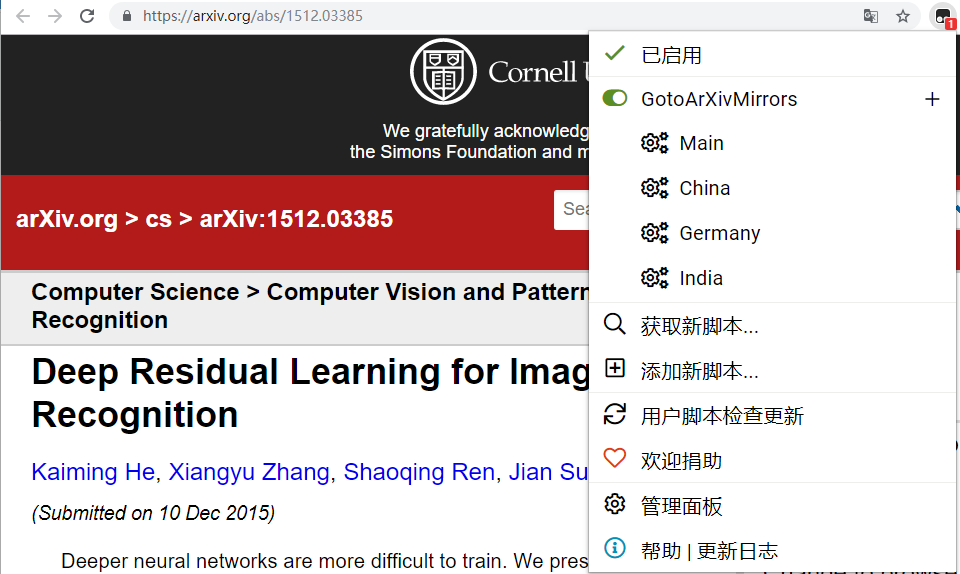 https://arxiv.org/abs/1512.03385
1
Cornell U
We gratefully acknowledg
the Simons Foundation and m
arXiv.org > cs > arXiv:1512.03385
Sea
Computer Science > Computer Vision and Pattern
Recognition
Deep Residual Learning for Imag
Recognition
Kaiming He, Xiangyu Zhang, Shaoqing Ren, Jian Su
(Submitted on 10 Dec 2015)
Deeper neural networks are more difficult to train. We pres
已启用
GotoArXivMirrors
Main
China
Germany
India
获取新脚本...
添加新脚本...
用户脚本检查更新
欢迎捐助
管理面板
帮助 | 更新日志